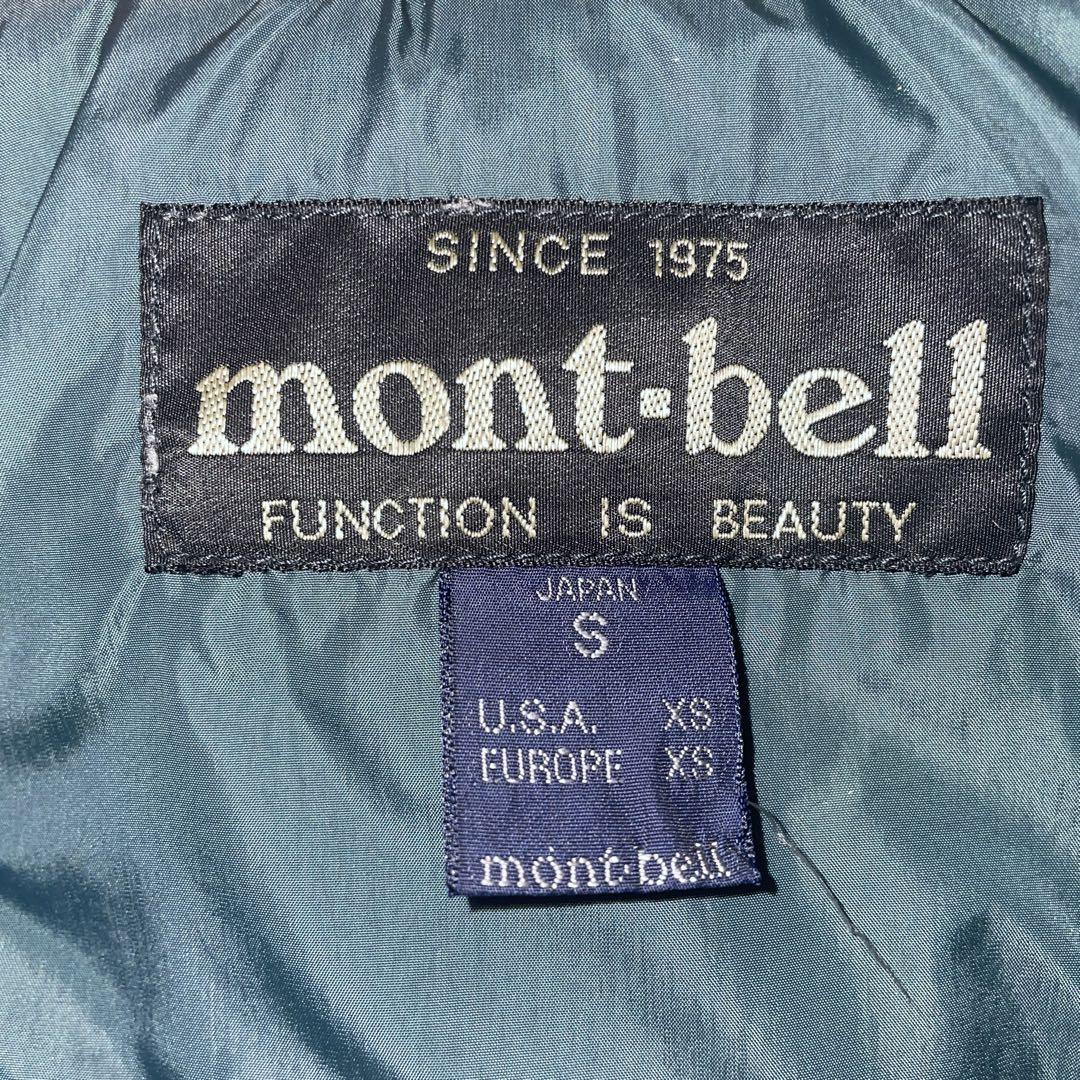 SINCE 1975
mont-bell
FUNCTION IS BEAUTY
JAPAN
S
U.S.A. XS
EUROPE XS
mont-bell